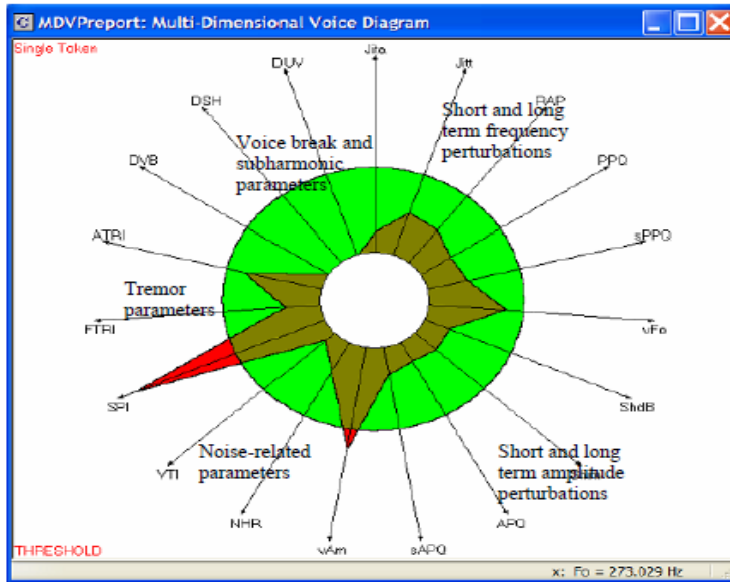 MDVPreport: Multi-Dimensional Voice Diagram
Single Token
Jita
DUV
Jitt
DSH
RAP
Short and long
term frequency
perturbations
Voice break and
subharmonic
parameters
DVB
PPQ
ATRI
sPPQ
Tremor
parameters
FTRI
vFo
SPI
ShdB
Noise-related
parameters
Short and long
term amplitude
perturbations
VTI
NHR
APQ
vAm
sAPQ
THRESHOLD
x: Fo = 273.029 Hz